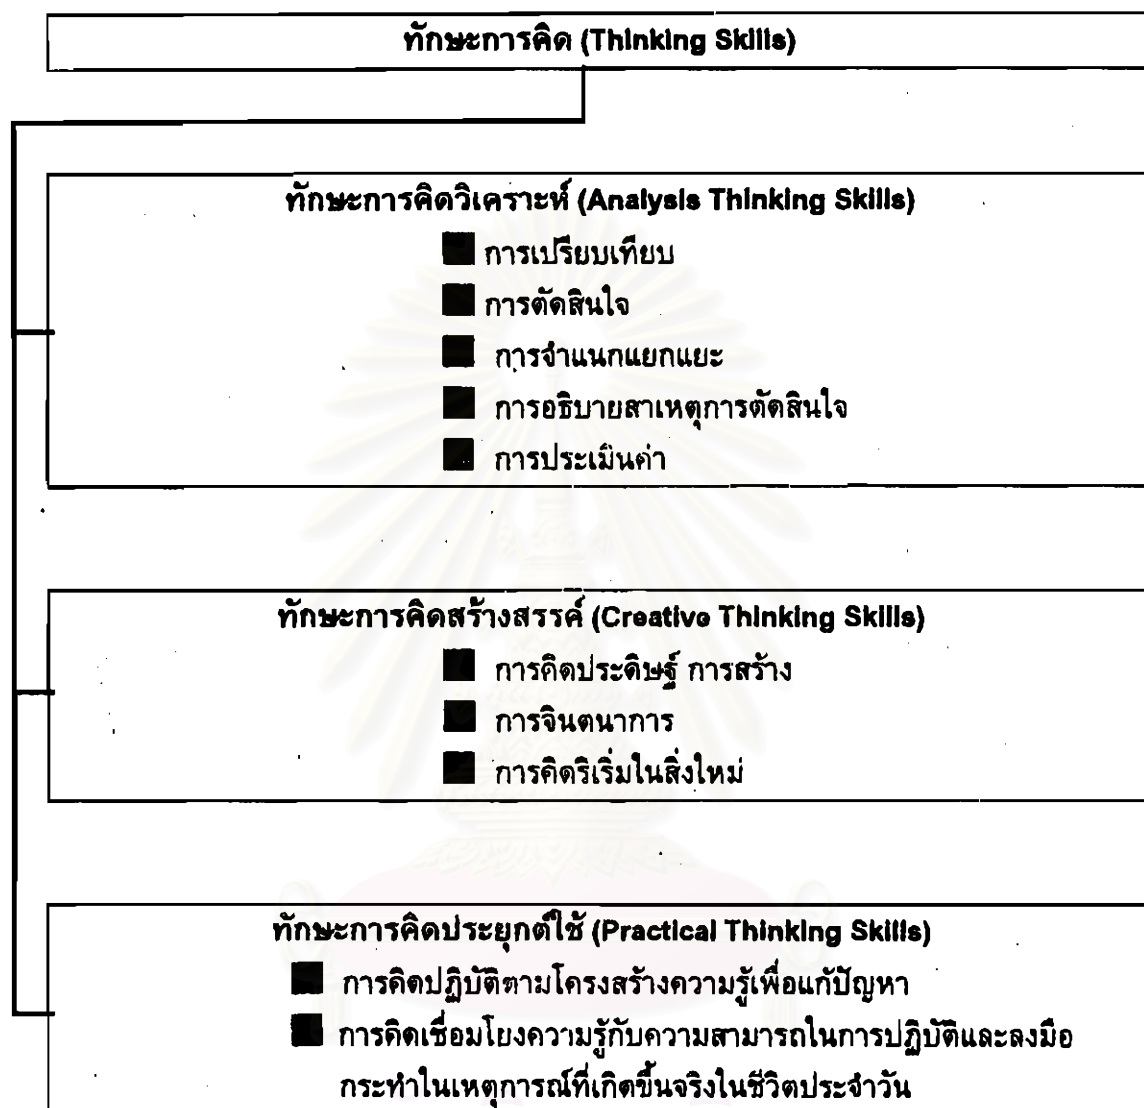 ทักษะการคิด (Thinking Skills)
ทักษะการคิดวิเคราะห์ (Analysis Thinking Skills)
การเปรียบเทียบ
การตัดสินใจ
การจำแนกแยกแยะ
การอธิบายสาเหตุการตัดสินใจ
การประเมินค่า
ทักษะการคิดสร้างสรรค์ (Creative Thinking Skills)
การคิดประดิษฐ์ การสร้าง
การจินตนาการ
การคิดริเริ่มในสิ่งใหม่
ทักษะการคิดประยุกต์ใช้ (Practical Thinking Skills)
การคิดปฏิบัติตามโครงสร้างความรู้เพื่อแก้ปัญหา
การคิดเชื่อมโยงความรู้กับความสามารถในการปฏิบัติและลงมือ
กระทำในเหตุการณ์ที่เกิดขึ้นจริงในชีวิตประจำวัน